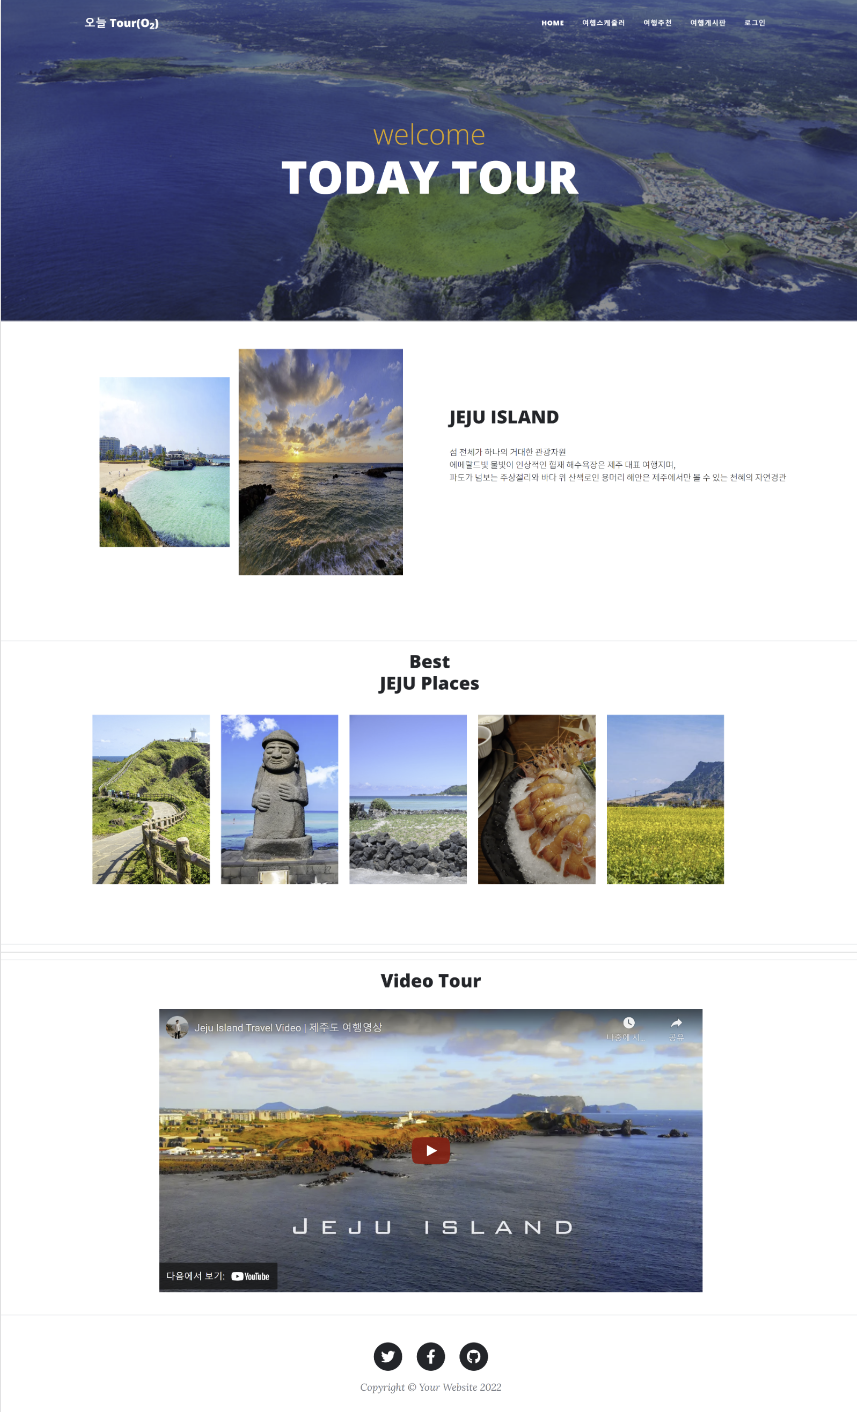 오늘 Tour(O₂)
HOME 여행스케줄러 여행추천 여행게시판 로그인
welcome
TODAY TOUR
JEJU ISLAND
섬 전체가 하나의 거대한 관광자원
에메랄드빛 물빛이 인상적인 협재 해수욕장은 제주 대표 여행지며,
파도가 넘보는 주상절리와 바다 위 산책로인 용머리 해안은 제주에서만 볼 수 있는 천혜의 자연경관
Best
JEJU Places
Video Tour
Jeju Island Travel Video | 제주도 여행영상
나중에 시... 공유
JEJU ISLAND
다음에서 보기: YouTube
Copyright © Your Website 2022